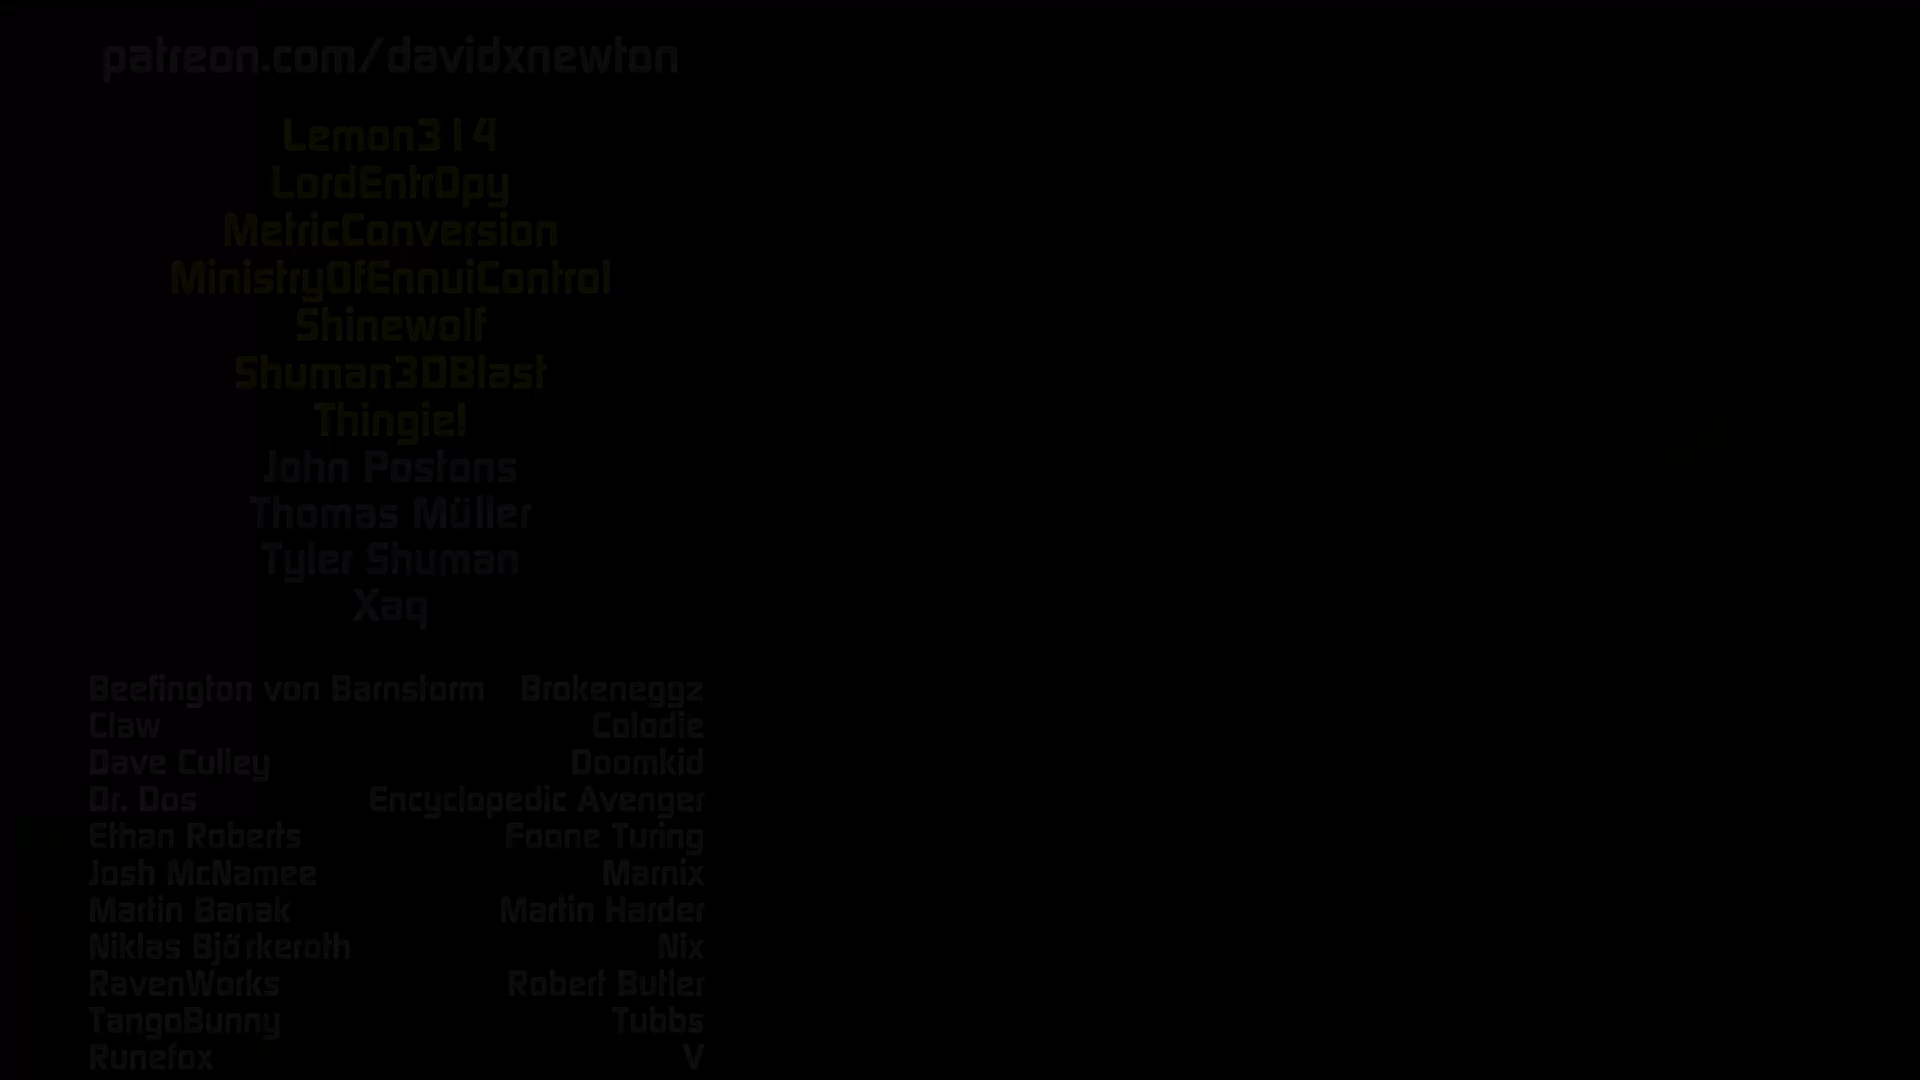 patreon.com/davidxnewton
Lemon314
LordEntr0py
MetricConversion
MinistryOfEnnuiControl
Shinewolf
Shuman3DBlast
Thingie!
John Postons
Thomas Müller
Tyler Shuman
Xaq
Beefington von Barnstorm Brokeneggz
Claw Colodie
Dave Culley Doomkid
Dr. Dos Encyclopedic Avenger
Ethan Roberts Foone Turing
Josh McNamee Marnix
Martin Banak Martin Harder
Niklas Björkeroth Nix
RavenWorks Robert Butler
TangoBunny Tubbs
Runefox V